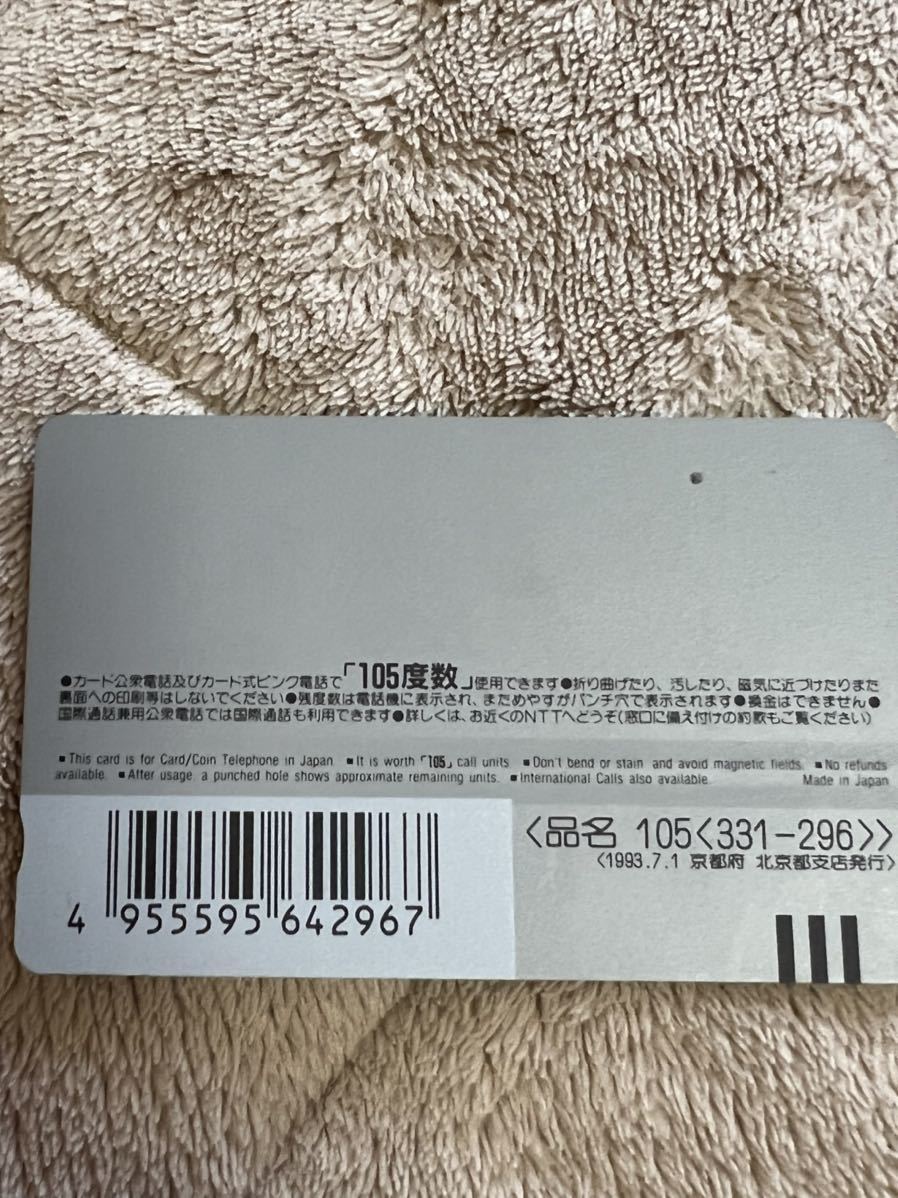 ●カード公衆電話及びカード式ピンク電話で「105度数」使用できます●折り曲げたり、汚したり、磁気に近づけたりまた
裏面への印刷等はしないでください●残度数は電話機に表示され、まためやすがパンチ穴で表示されます●換金はできません●
国際通話兼用公衆電話では国際通話も利用できます●詳しくは、お近くのNTTへどうぞ(窓口に備え付けの約款もご覧ください)
■This card is for Card/Coin Telephone in Japan ■It is worth「105」call units ■Don't bend or stain and avoid magnetic fields. ■No refunds
available. ■After usage, a punched hole shows approximate remaining units. ■International Calls also available. Made in Japan
<品名 105<331-296>>
<1993.7.1 京都府 北京都支店発行>
4 955595 642967